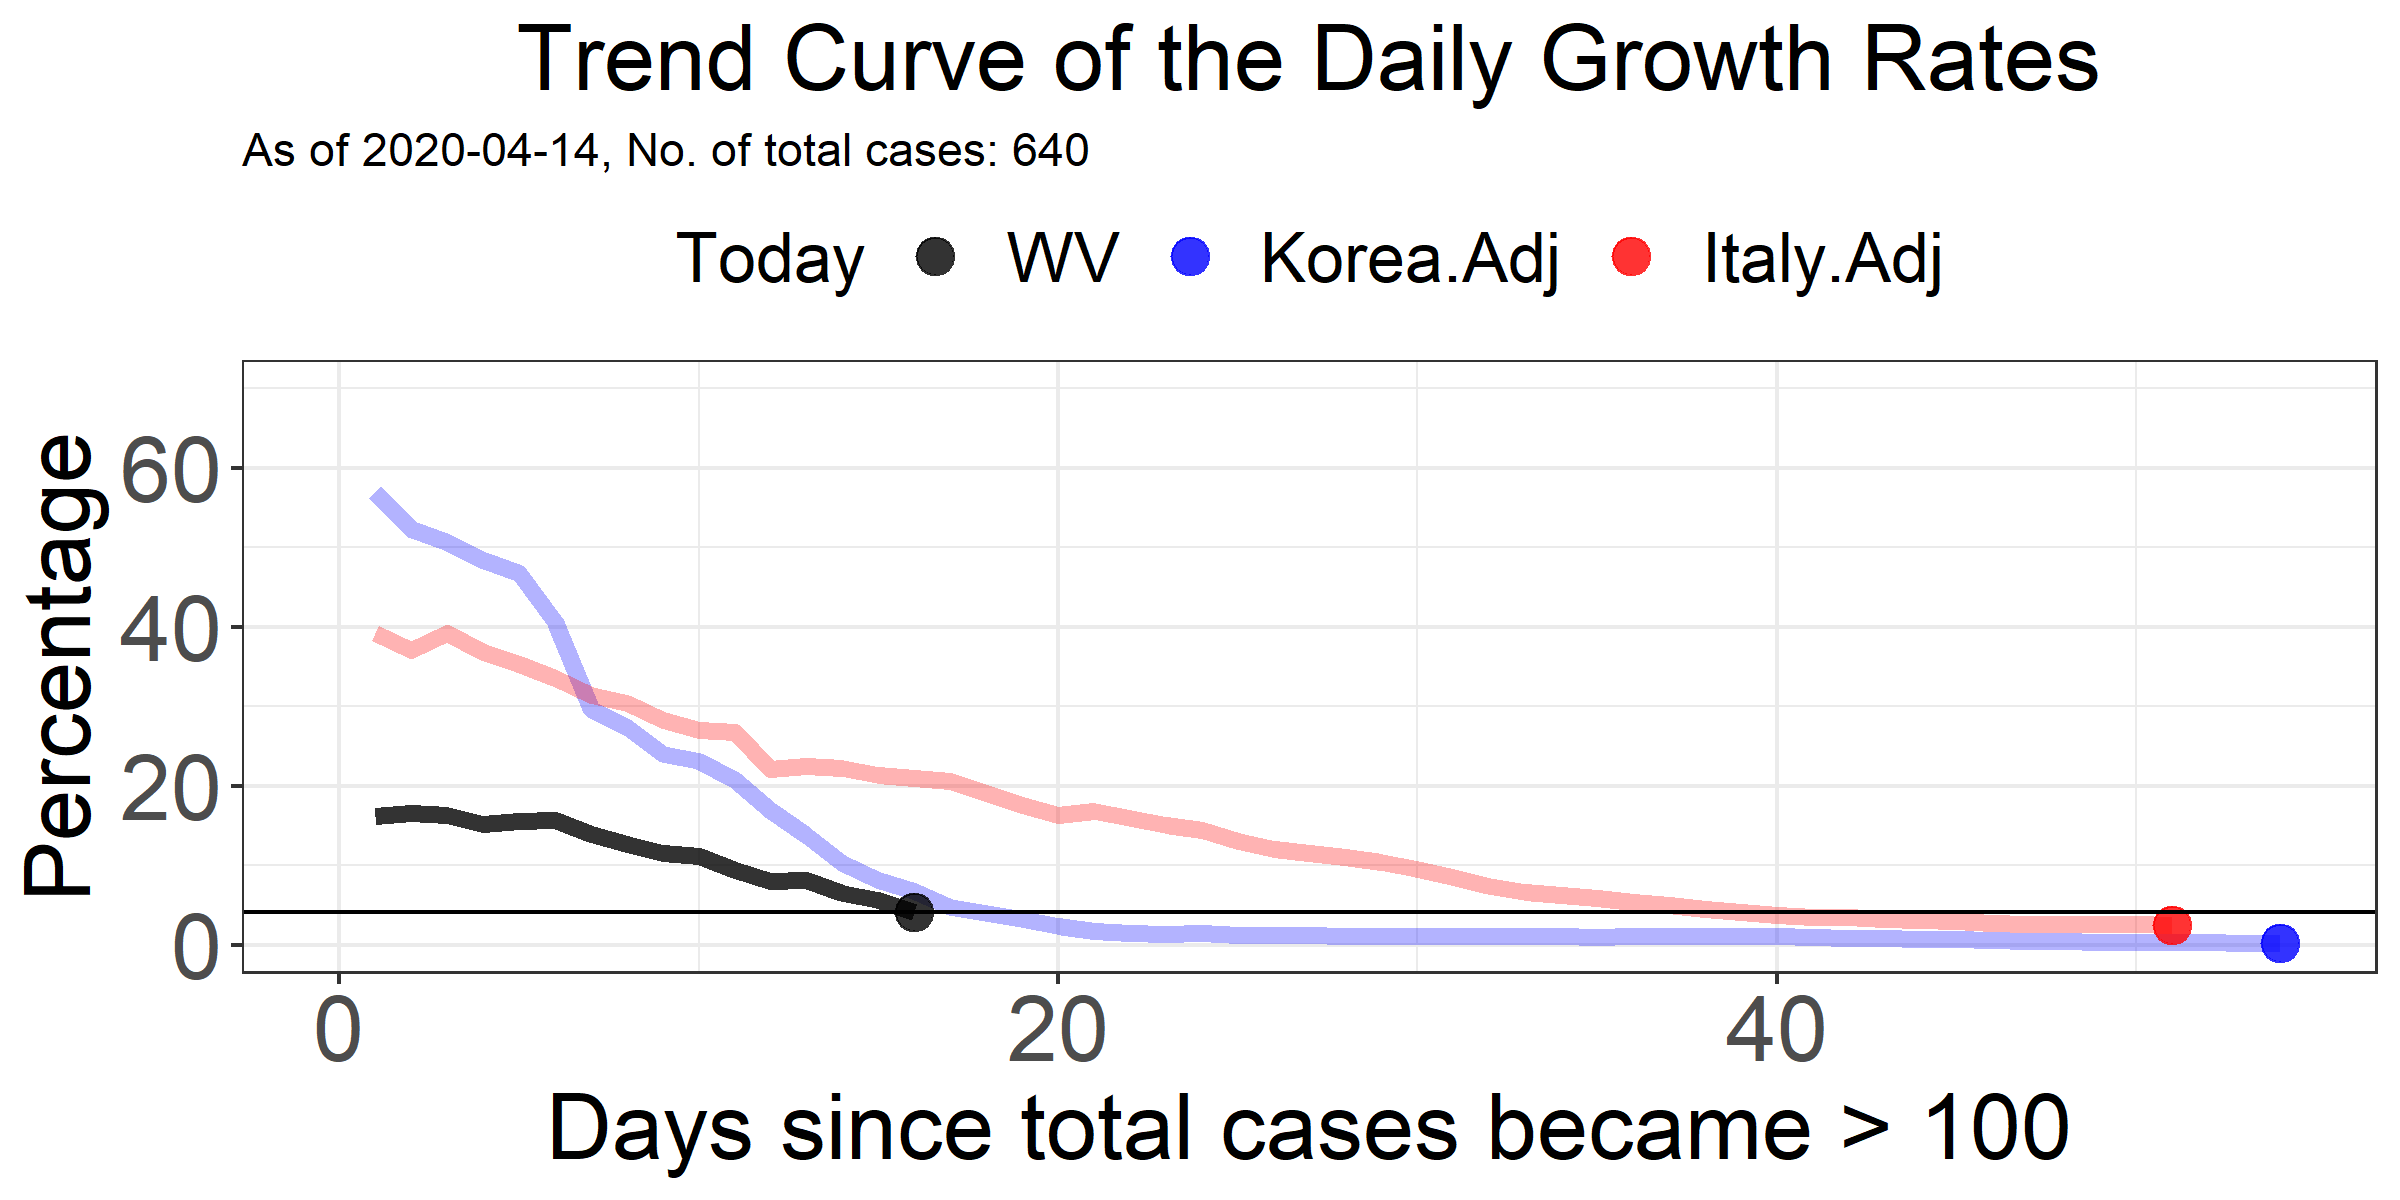 Trend Curve of the Daily Growth Rates
As of 2020-04-14, No. of total cases: 640
Today WV Korea.Adj Italy.Adj
Percentage
60
40
20
0
0 20 40
Days since total cases became > 100